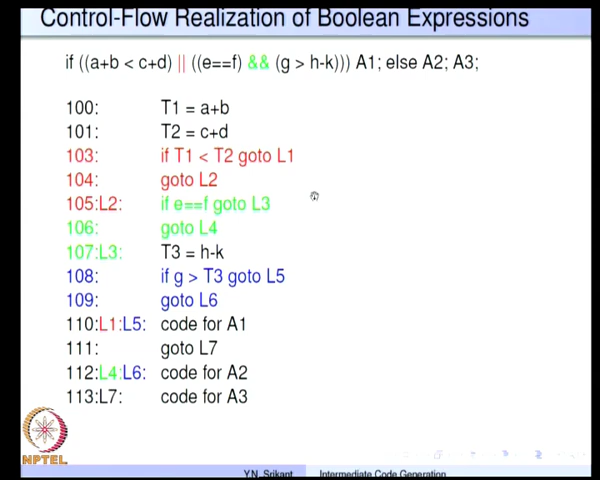 Control-Flow Realization of Boolean Expressions
if ((a+b < c+d) || ((e==f) && (g > h-k))) A1; else A2; A3;
100: T1 = a+b
101: T2 = c+d
103: if T1 < T2 goto L1
104: goto L2
105:L2: if e==f goto L3
106: goto L4
107:L3: T3 = h-k
108: if g > T3 goto L5
109: goto L6
110:L1:L5: code for A1
111: goto L7
112:L4:L6: code for A2
113:L7: code for A3
NPTEL
Y.N. Srikant Intermediate Code Generation